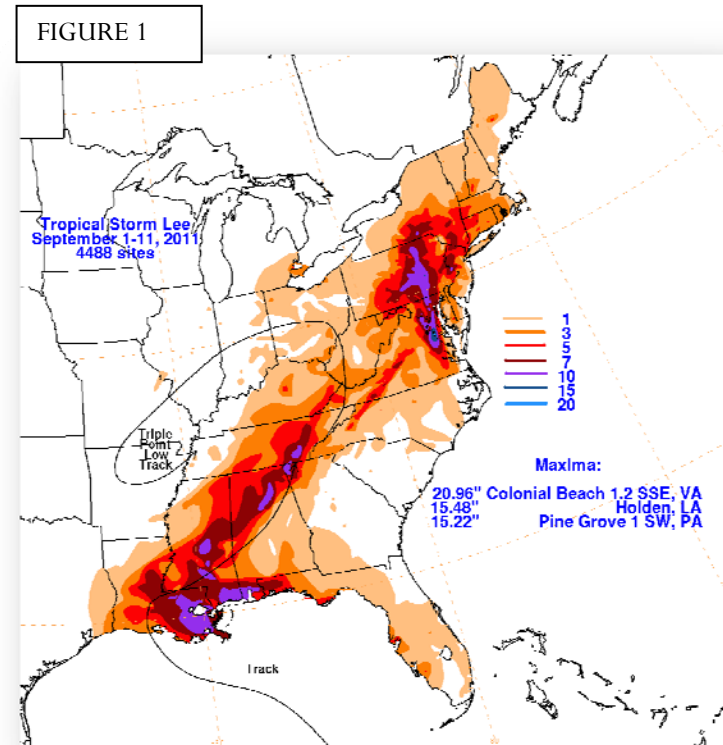 FIGURE 1
Tropical Storm Lee
September 1-11, 2011
4488 sites
1
3
5
7
10
15
20
Triple
Point
Low
Track
Maxima:
20.96" Colonial Beach 1.2 SSE, VA
15.48" Holden, LA
15.22" Pine Grove 1 SW, PA
Track